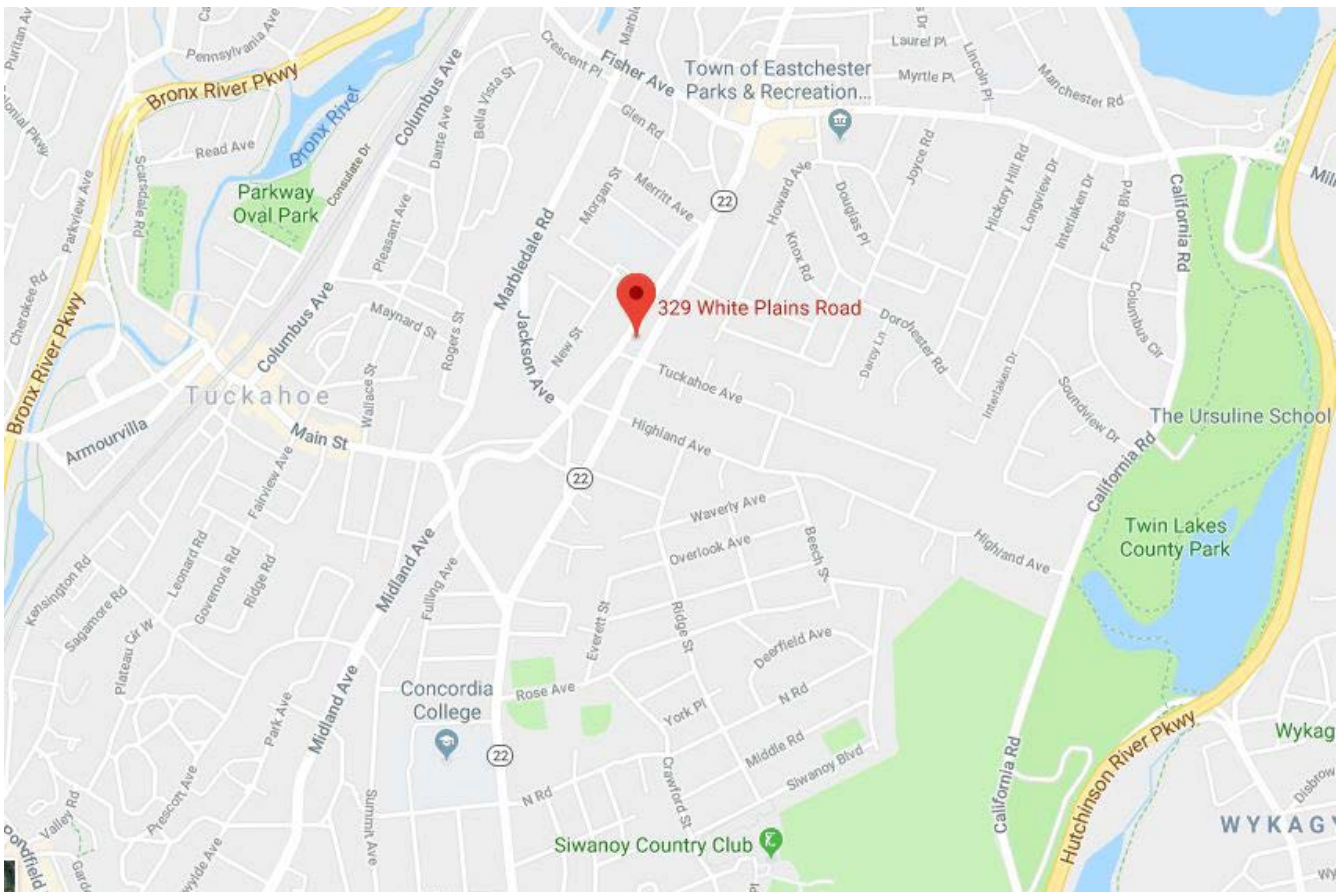 Puritan Av
Pennsylvania Ave
Bronx River Pkwy
Bronx River
Read Ave
Scarsdale Rd
Parkview Ave
Cherokee Rd
Bronx River Pkwy
Parkway
Oval Park
Consulate Dr
Columbus Ave
Dante Ave
Bella Vista St
Pleasant Ave
Columbus Ave
Maynard St
Rogers St
Wallace St
Tuckahoe
Main St
Armourvilla
Crescent Pl
Fisher Ave
Glen Rd
Morgan St
Merritt Ave
Marbledale Rd
Jackson Ave
New St
Town of Eastchester
Parks & Recreation...
Laurel Pl
Myrtle Pl
Lincoln Pl
Manchester Rd
22
Howard Ave
Douglas Pl
Joyce Rd
Knox Rd
Hickory Hill Rd
Longview Dr
Interlaken Dr
Forbes Blvd
California Rd
Columbus Cir
329 White Plains Road
Dorchester Rd
Darcy Ln
Interlaken Dr
Soundview Dr
The Ursuline School
California Rd
Tuckahoe Ave
Highland Ave
22
Waverly Ave
Overlook Ave
Beech St
Highland Ave
Twin Lakes
County Park
Kensington Rd
Sagamore Rd
Plateau Cir W
Leonard Rd
Governors Rd
Ridge Rd
Fairview Ave
Midland Ave
Fulling Ave
Everett St
Ridge St
Deerfield Ave
Concordia
College
Rose Ave
York Pl
N Rd
Middle Rd
Siwanoy Blvd
22
Park Ave
Midland Ave
Prescott Ave
Valley Rd
Summit Ave
N Rd
Crawford St
Siwanoy Country Club
California Rd
Hutchinson River Pkwy
Wykag
Disbrow
WYKAGY